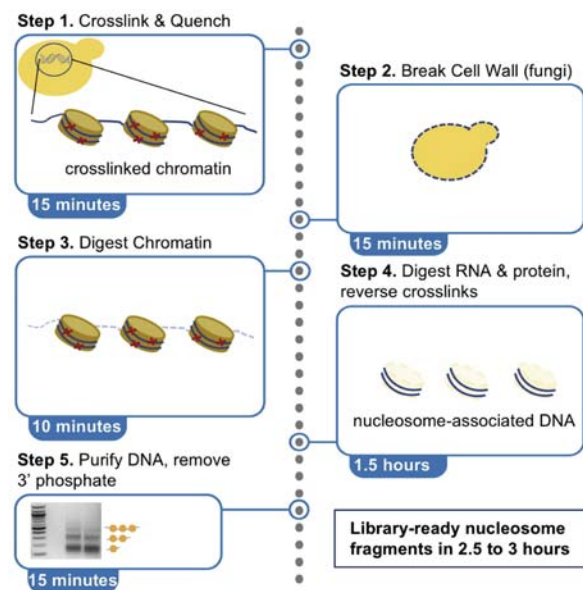 Step 1. Crosslink & Quench
crosslinked chromatin
15 minutes
Step 2. Break Cell Wall (fungi)
15 minutes
Step 3. Digest Chromatin
10 minutes
Step 4. Digest RNA & protein,
reverse crosslinks
nucleosome-associated DNA
1.5 hours
Step 5. Purify DNA, remove
3' phosphate
15 minutes
Library-ready nucleosome
fragments in 2.5 to 3 hours